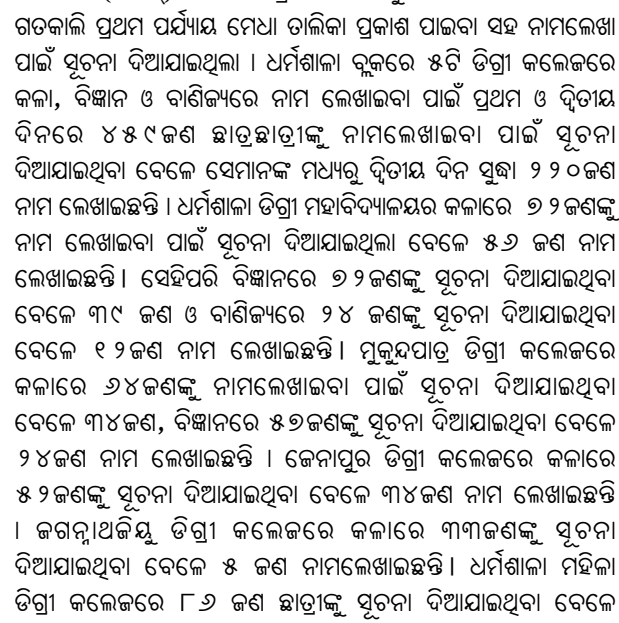 ଗତକାଲି ପ୍ରଥମ ପର୍ଯ୍ୟାୟ ମେଧା ତାଲିକା ପ୍ରକାଶ ପାଇବା ସହ ନାମଲେଖା
ପାଇଁ ସୂଚନା ଦିଆଯାଇଥିଲା । ଧର୍ମଶାଳା ବ୍ଲକରେ ୫ଟି ଡିଗ୍ରୀ କଲେଜରେ
କଳା, ବିଜ୍ଞାନ ଓ ବାଣିଜ୍ୟରେ ନାମ ଲେଖାଇବା ପାଇଁ ପ୍ରଥମ ଓ ଦ୍ୱିତୀୟ
ଦିନରେ ୪୫୯ଜଣ ଛାତ୍ରଛାତ୍ରୀଙ୍କୁ ନାମଲେଖାଇବା ପାଇଁ ସୂଚନା
ଦିଆଯାଇଥିବା ବେଳେ ସେମାନଙ୍କ ମଧ୍ୟରୁ ଦ୍ୱିତୀୟ ଦିନ ସୁଦ୍ଧା ୨୨୦ଜଣ
ନାମ ଲେଖାଇଛନ୍ତି । ଧର୍ମଶାଳା ଡିଗ୍ରୀ ମହାବିଦ୍ୟାଳୟର କଳାରେ ୭୨ଜଣଙ୍କୁ
ନାମ ଲେଖାଇବା ପାଇଁ ସୂଚନା ଦିଆଯାଇଥିଲା ବେଳେ ୫୬ ଜଣ ନାମ
ଲେଖାଇଛନ୍ତି। ସେହିପରି ବିଜ୍ଞାନରେ ୭୨ଜଣଙ୍କୁ ସୂଚନା ଦିଆଯାଇଥିବା
ବେଳେ ୩୯ ଜଣ ଓ ବାଣିଜ୍ୟରେ ୨୪ ଜଣଙ୍କୁ ସୂଚନା ଦିଆଯାଇଥିବା
ବେଳେ ୧୨ଜଣ ନାମ ଲେଖାଇଛନ୍ତି। ମୁକୁନ୍ଦପାତ୍ର ଡିଗ୍ରୀ କଲେଜରେ
କଳାରେ ୬୪ଜଣଙ୍କୁ ନାମଲେଖାଇବା ପାଇଁ ସୂଚନା ଦିଆଯାଇଥିବା
ବେଳେ ୩୪ଜଣ, ବିଜ୍ଞାନରେ ୫୭ଜଣଙ୍କୁ ସୂଚନା ଦିଆଯାଇଥିବା ବେଳେ
୨୪ଜଣ ନାମ ଲେଖାଇଛନ୍ତି । ଜେନାପୁର ଡିଗ୍ରୀ କଲେଜରେ କଳାରେ
୫୨ଜଣଙ୍କୁ ସୂଚନା ଦିଆଯାଇଥିବା ବେଳେ ୩୪ଜଣ ନାମ ଲେଖାଇଛନ୍ତି
। ଜଗନ୍ନାଥଜିୟୁ ଡିଗ୍ରୀ କଲେଜରେ କଳାରେ ୩୩ଜଣଙ୍କୁ ସୂଚନା
ଦିଆଯାଇଥିବା ବେଳେ ୫ ଜଣ ନାମଲେଖାଇଛନ୍ତି। ଧର୍ମଶାଳା ମହିଳା
ଡିଗ୍ରୀ କଲେଜରେ ୮୬ ଜଣ ଛାତ୍ରୀଙ୍କୁ ସୂଚନା ଦିଆଯାଇଥିବା ବେଳେ